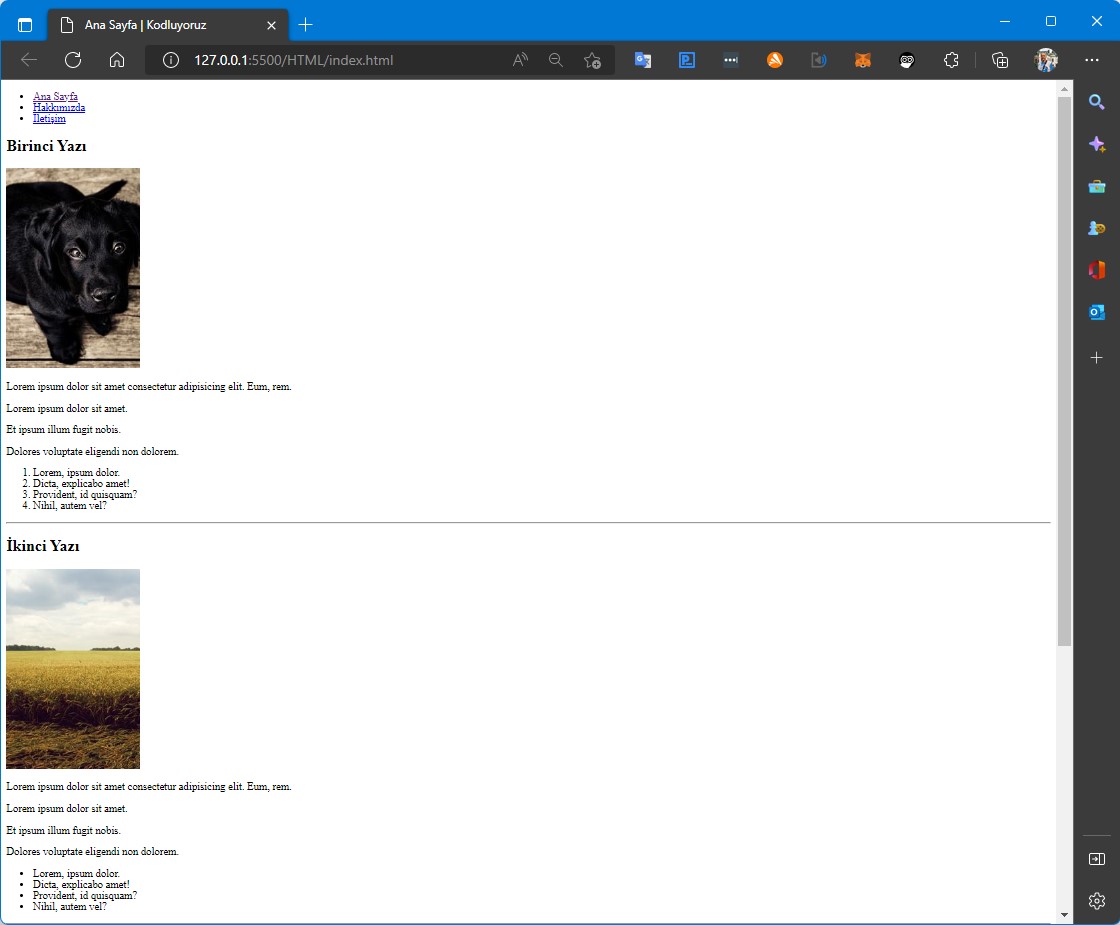 Ana Sayfa | Kodluyoruz
127.0.0.1:5500/HTML/index.html
Ana Sayfa
Hakkımızda
İletişim
Birinci Yazı
Lorem ipsum dolor sit amet consectetur adipisicing elit. Eum, rem.
Lorem ipsum dolor sit amet.
Et ipsum illum fugit nobis.
Dolores voluptate eligendi non dolorem.
1. Lorem, ipsum dolor.
2. Dicta, explicabo amet!
3. Provident, id quisquam?
4. Nihil, autem vel?
İkinci Yazı
Lorem ipsum dolor sit amet consectetur adipisicing elit. Eum, rem.
Lorem ipsum dolor sit amet.
Et ipsum illum fugit nobis.
Dolores voluptate eligendi non dolorem.
• Lorem, ipsum dolor.
• Dicta, explicabo amet!
• Provident, id quisquam?
• Nihil, autem vel?